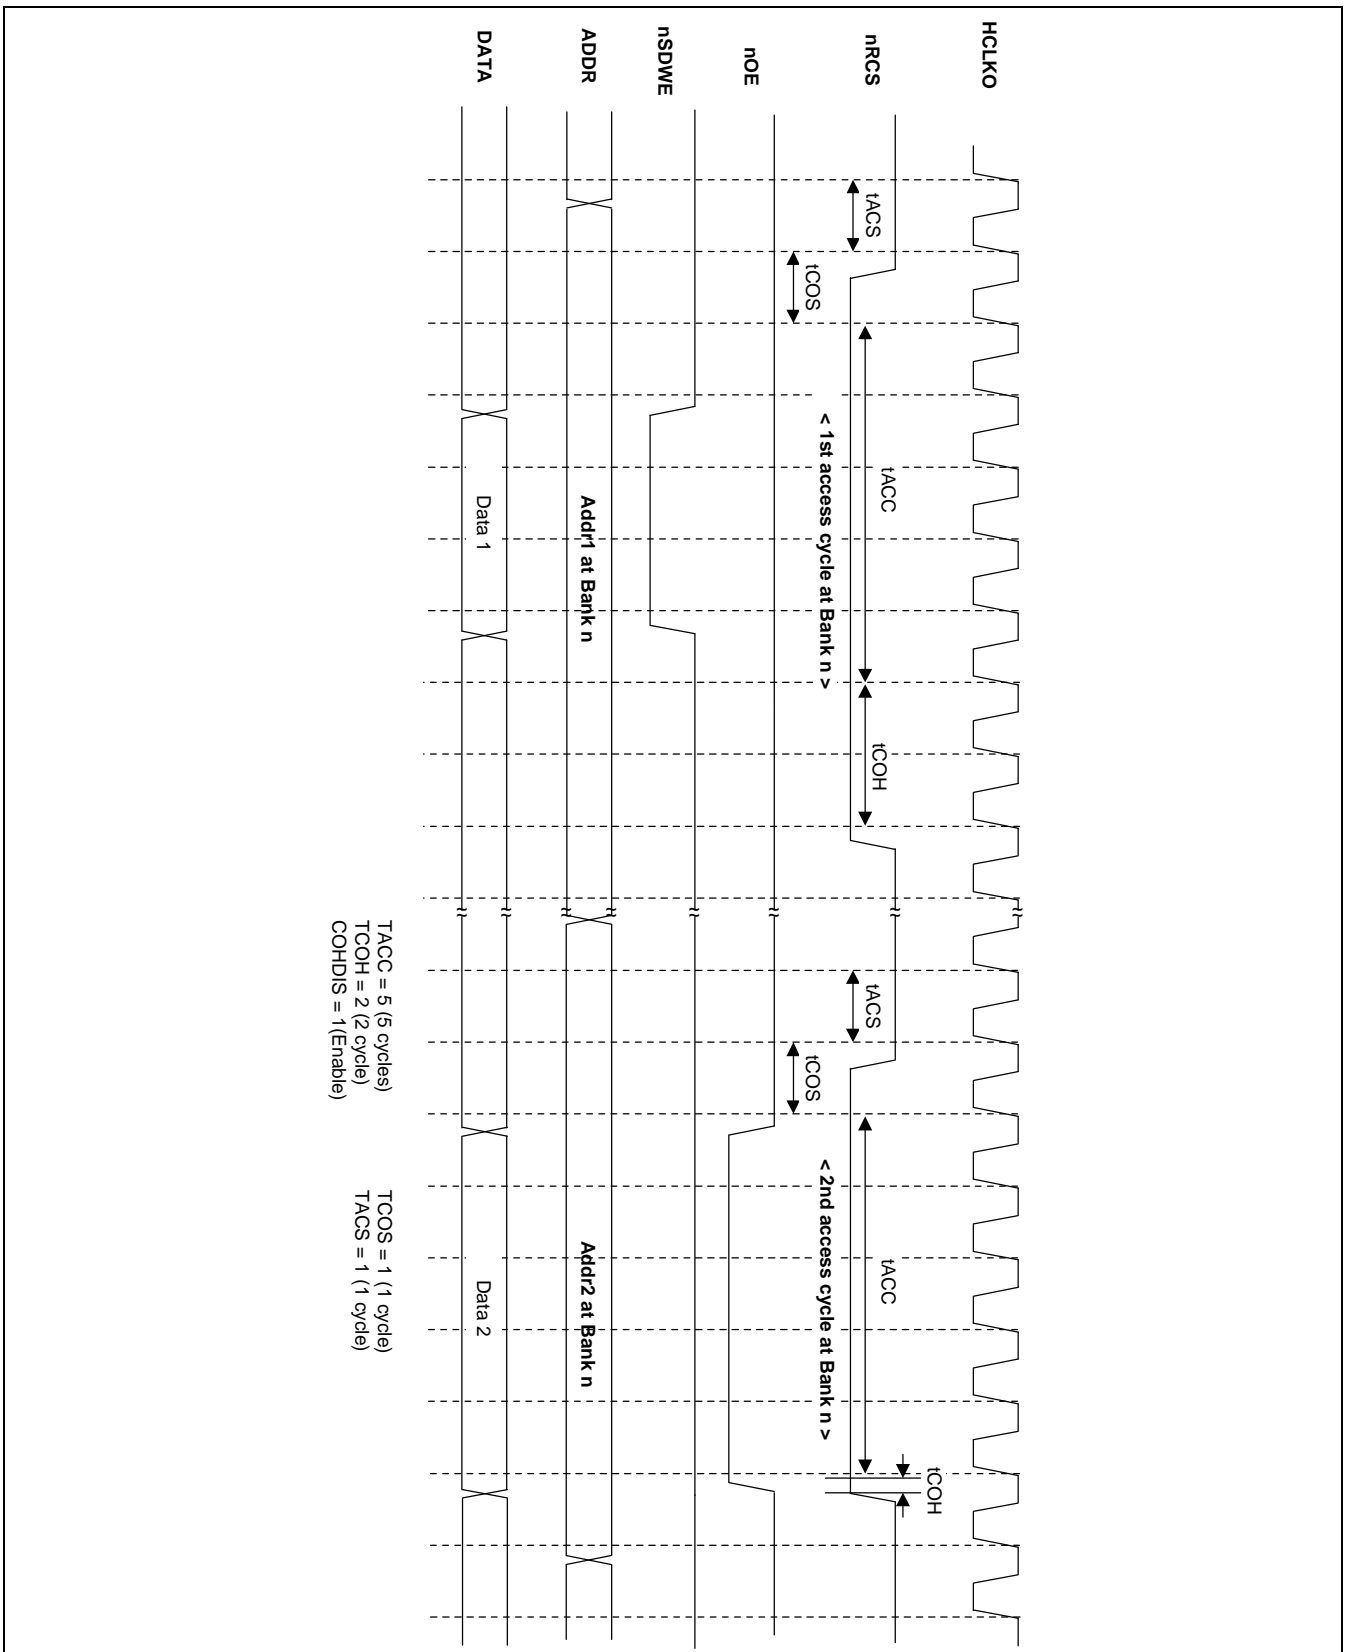 HCLKO
nRCS
tACS
tACC
tCOH
tACS
tACC
tCOH
< 1st access cycle at Bank n >
< 2nd access cycle at Bank n >
tCOS
tCOS
nOE
nSDWE
ADDR
Addr1 at Bank n
Addr2 at Bank n
DATA
Data 1
Data 2
TACC = 5 (5 cycles)
TCOH = 2 (2 cycle)
COHDIS = 1(Enable)
TCOS = 1 (1 cycle)
TACS = 1 (1 cycle)